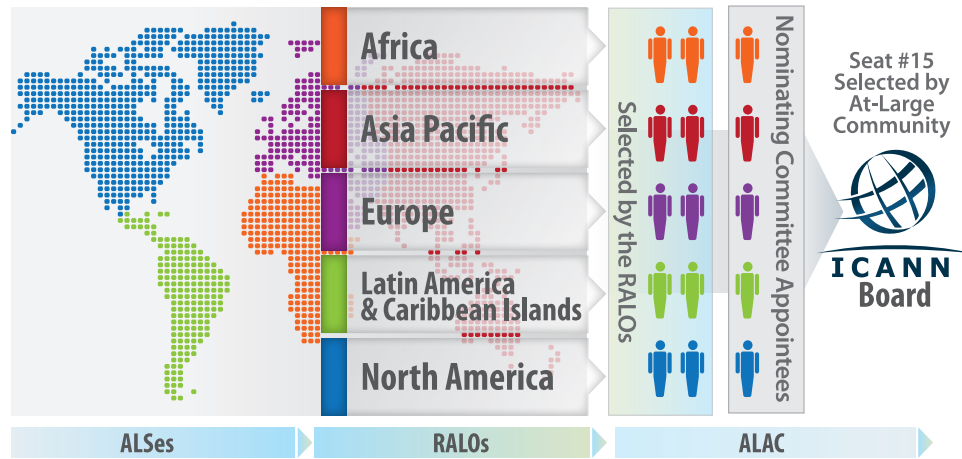 Africa
Asia Pacific
Europe
Latin America
& Caribbean Islands
North America
Selected by the RALOs
Nominating Committee Appointees
Seat #15
Selected by
At-Large
Community
ICANN
Board
ALSes
RALOs
ALAC